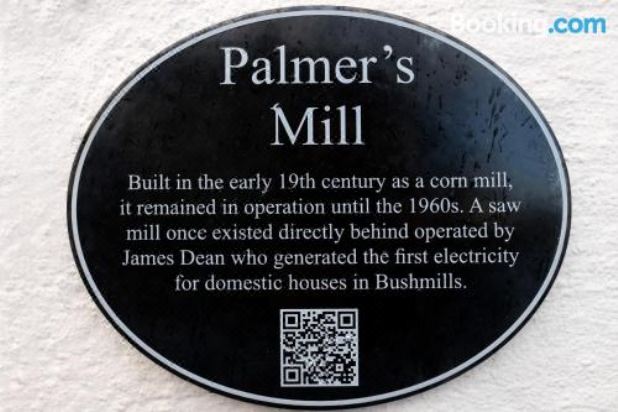 Booking.com
Palmer's
Mill
Built in the early 19th century as a corn mill,
it remained in operation until the 1960s. A saw
mill once existed directly behind operated by
James Dean who generated the first electricity
for domestic houses in Bushmills.